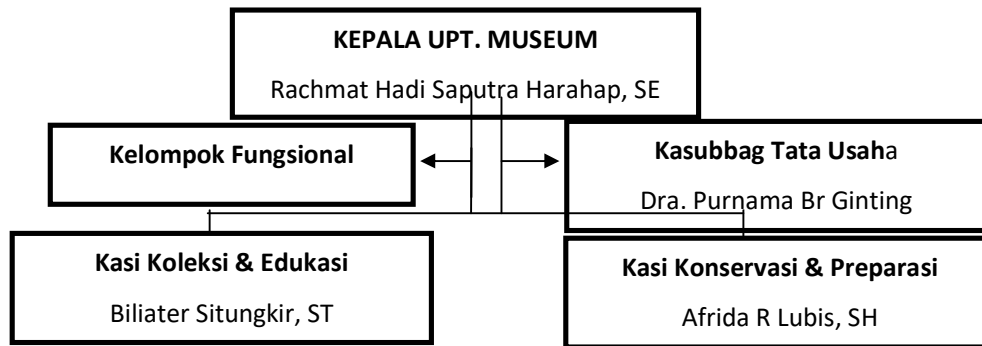 KEPALA UPT. MUSEUM
Rachmat Hadi Saputra Harahap, SE
Kelompok Fungsional
Kasubbag Tata Usaha
Dra. Purnama Br Ginting
Kasi Koleksi & Edukasi
Biliater Situngkir, ST
Kasi Konservasi & Preparasi
Afrida R Lubis, SH